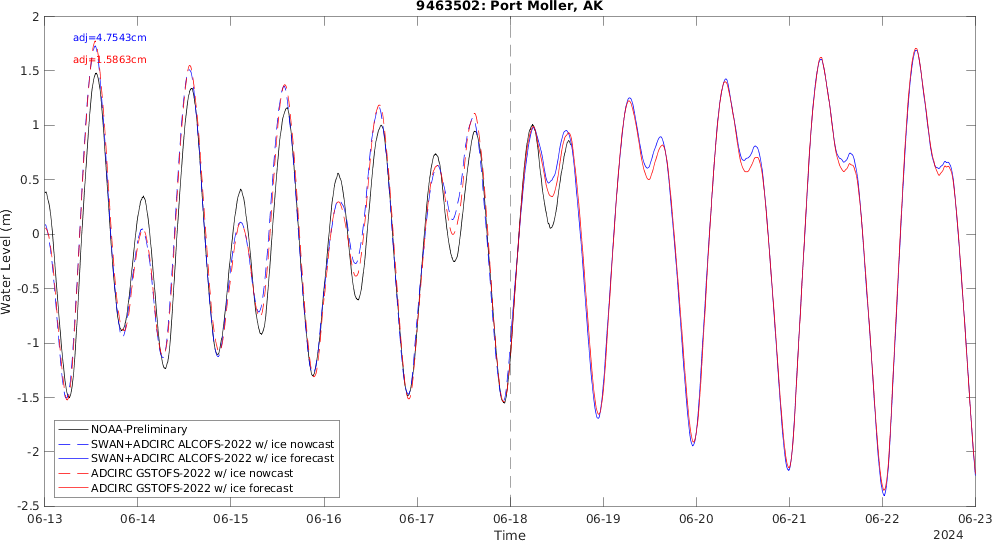 9463502: Port Moller, AK
2
1.5
1
0.5
0
-0.5
-1
-1.5
-2
-2.5
Water Level (m)
adj=4.7543cm
adj=1.5863cm
NOAA-Preliminary
SWAN+ADCIRC ALCOFS-2022 w/ ice nowcast
SWAN+ADCIRC ALCOFS-2022 w/ ice forecast
ADCIRC GSTOFS-2022 w/ ice nowcast
ADCIRC GSTOFS-2022 w/ ice forecast
06-13 06-14 06-15 06-16 06-17 06-18 06-19 06-20 06-21 06-22 06-23
Time
2024